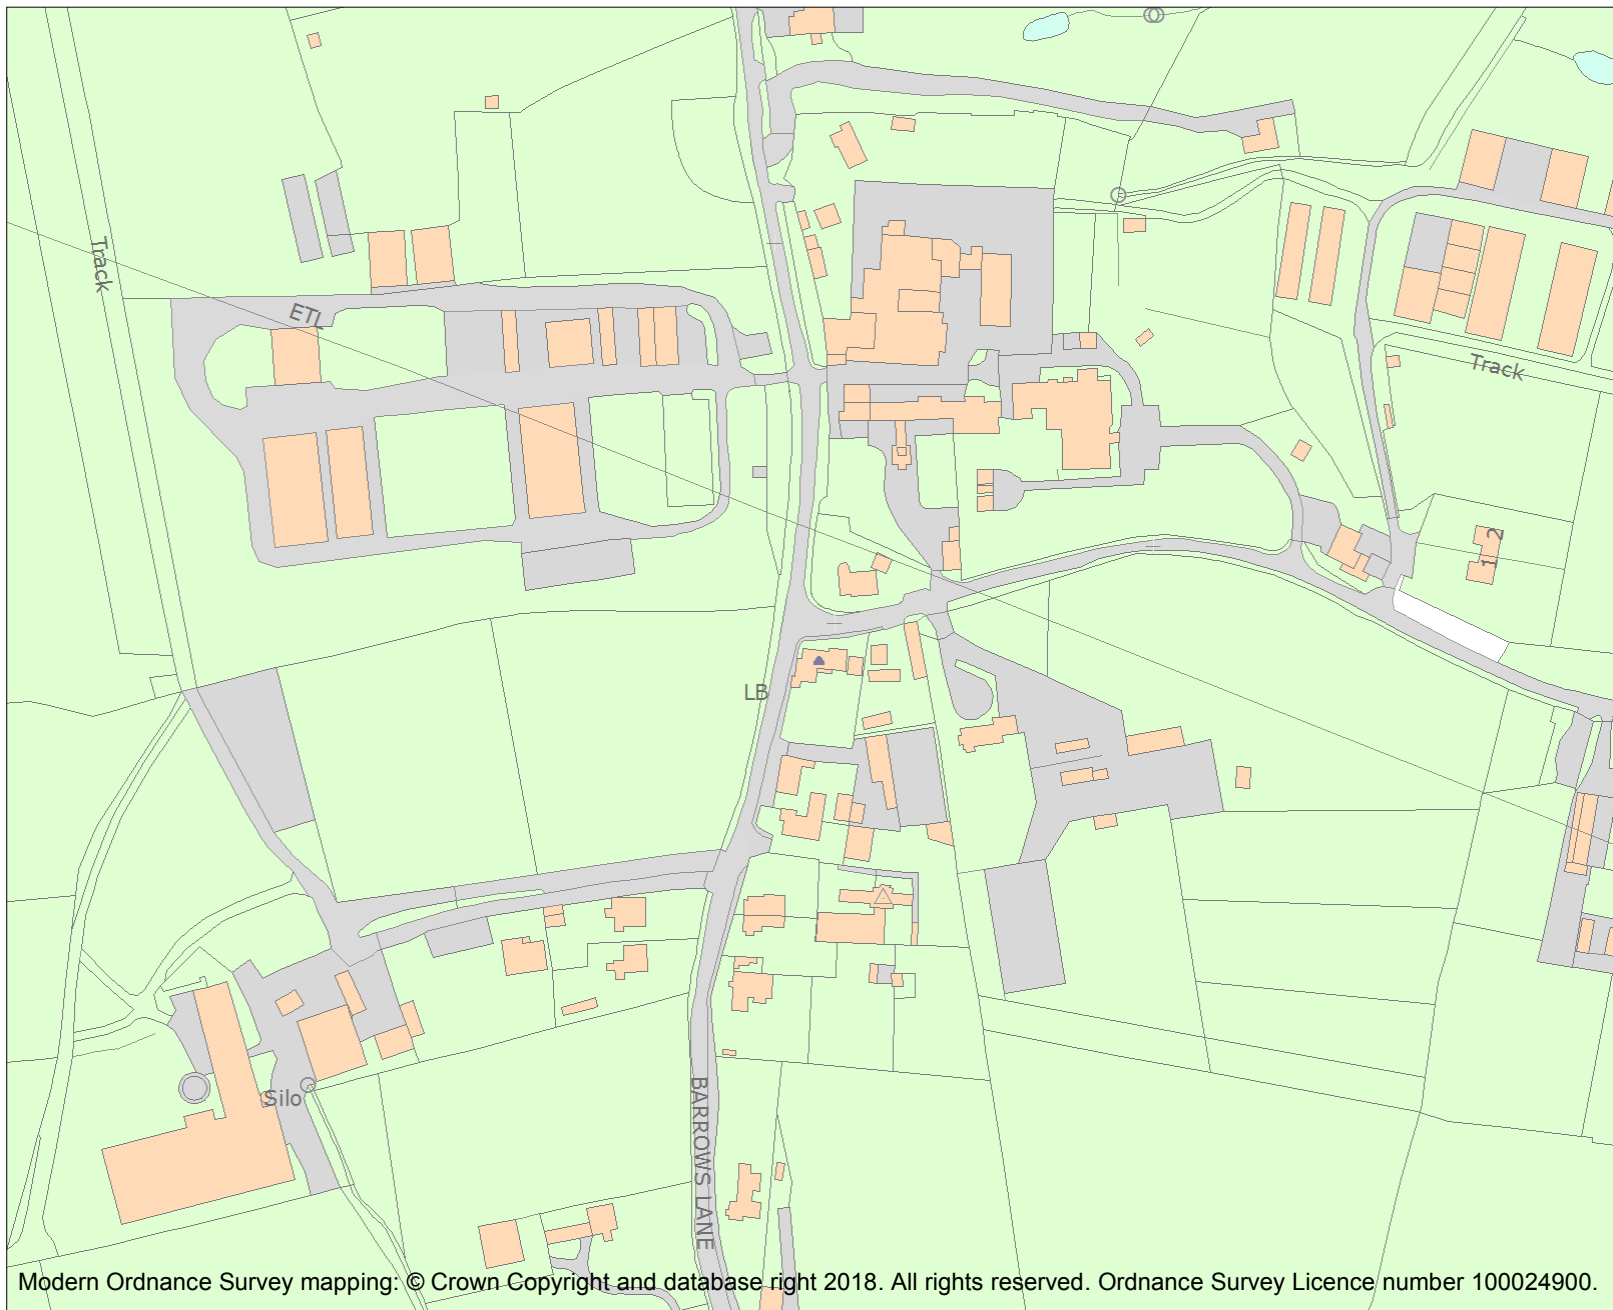 Track
ETL
Track
1
2
LB
Silo
BARROWS LANE
Modern Ordnance Survey mapping: © Crown Copyright and database right 2018. All rights reserved. Ordnance Survey Licence number 100024900.